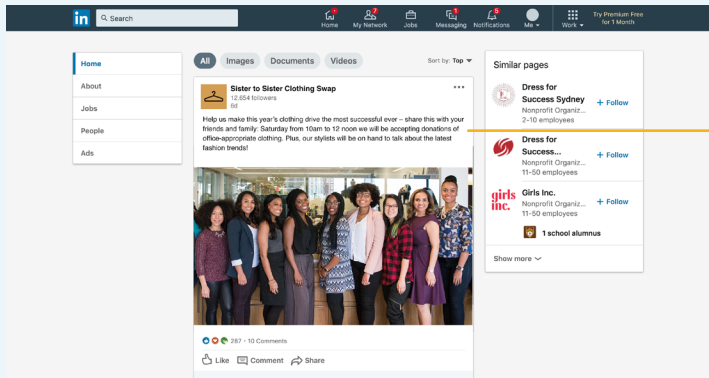 in
Search
Home
My Network
Jobs
Messaging
Notifications
Me
Work
Try Premium Free
for 1 Month
7
1
5
Home
About
Jobs
People
Ads
All
Images
Documents
Videos
Sort by: Top
Sister to Sister Clothing Swap
12,654 followers
6d
Help us make this year's clothing drive the most successful ever – share this with your
friends and family: Saturday from 10am to 12 noon we will be accepting donations of
office-appropriate clothing. Plus, our stylists will be on hand to talk about the latest
fashion trends!
287 • 10 Comments
Like
Comment
Share
Similar pages
Dress for
Success Sydney
Nonprofit Organiz...
2-10 employees
+ Follow
Dress for
Success...
Nonprofit Organiz...
11-50 employees
+ Follow
girls
inc.
Girls Inc.
Nonprofit Organiz...
11-50 employees
+ Follow
1 school alumnus
Show more